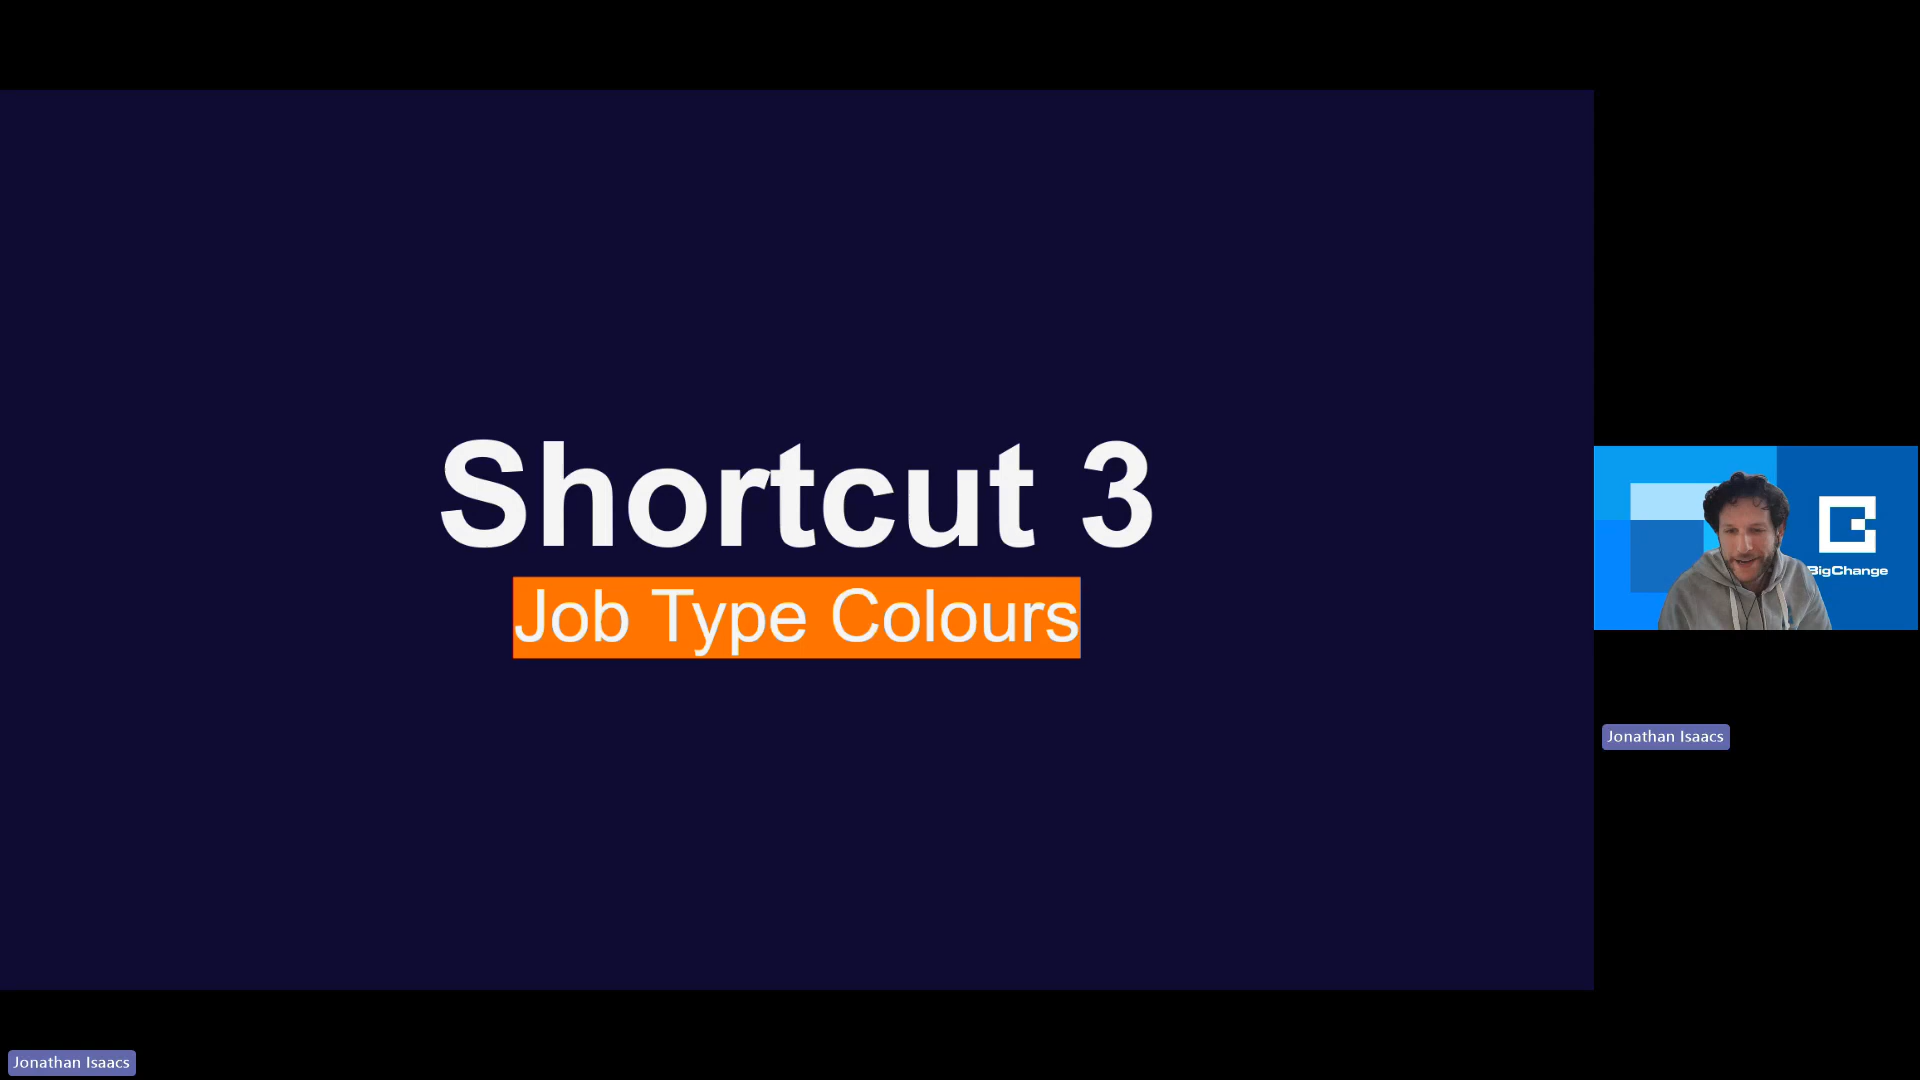 Shortcut 3
Job Type Colours
BigChange
Jonathan Isaacs
Jonathan Isaacs